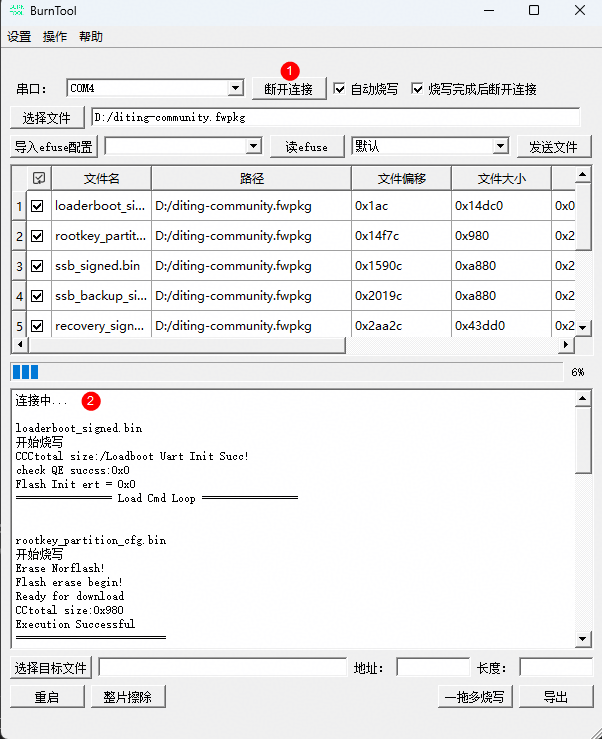 BURN TOOL BurnTool
设置 操作 帮助
1
串口： COM4 断开连接 自动烧写 烧写完成后断开连接
选择文件 D:/diting-community.fwpkg
导入efuse配置 读efuse 默认 发送文件
文件名 路径 文件偏移 文件大小
1 loaderboot_si... D:/diting-community.fwpkg 0x1ac 0x14dc0 0x0
2 rootkey_partit... D:/diting-community.fwpkg 0x14f7c 0x980 0x2
3 ssb_signed.bin D:/diting-community.fwpkg 0x1590c 0xa880 0x2
4 ssb_backup_si... D:/diting-community.fwpkg 0x2019c 0xa880 0x2
5 recovery_sign... D:/diting-community.fwpkg 0x2aa2c 0x43dd0 0x2
6%
连接中... 2
loaderboot_signed.bin
开始烧写
CCCtotal size:/Loadboot Uart Init Succ!
check QE succss:0x0
Flash Init ert = 0x0
================ Load Cmd Loop ================
rootkey_partition_cfg.bin
开始烧写
Erase Norflash!
Flash erase begin!
Ready for download
CCtotal size:0x980
Execution Successful
=========================
选择目标文件 地址： 长度：
重启 整片擦除 一拖多烧写 导出